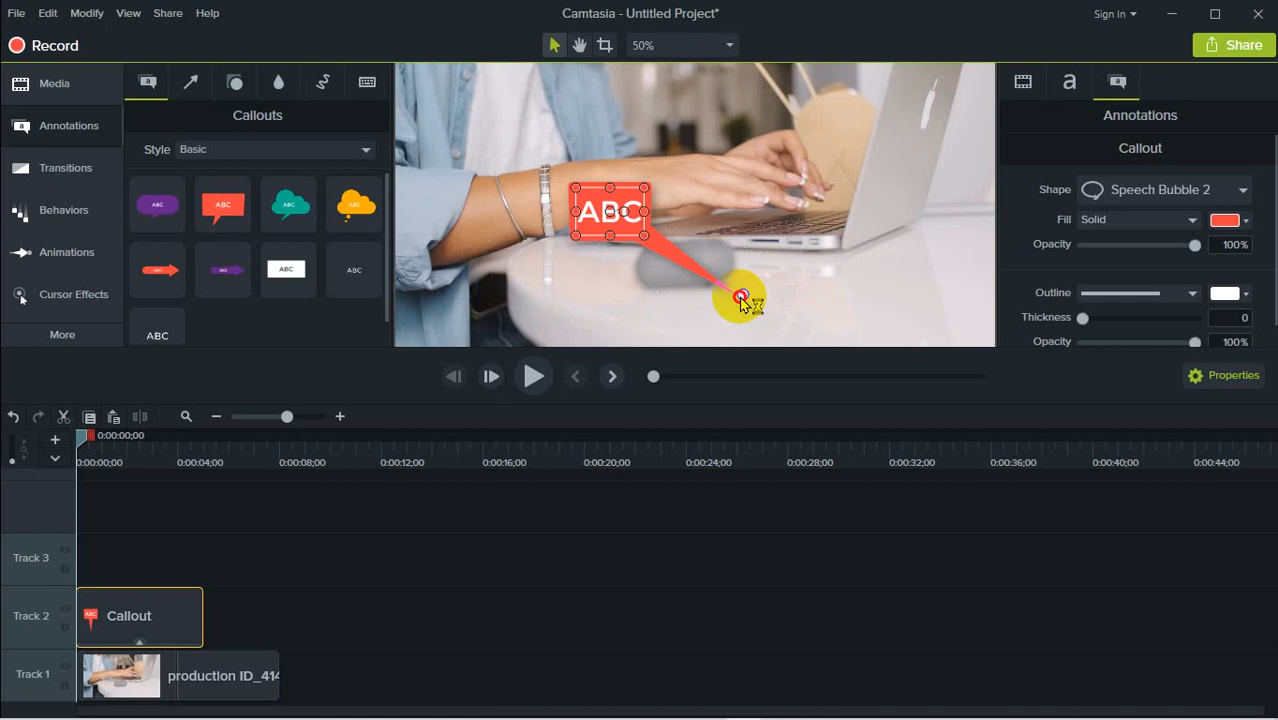 File Edit Modify View Share Help Camtasia - Untitled Project* Sign In
Record 50% Share
Media
Annotations
Transitions
Behaviors
Animations
Cursor Effects
More
Callouts
Style Basic
ABC ABC ABC ABC
ABC ABC ABC ABC
ABC
ABC
Annotations
Callout
Shape Speech Bubble 2
Fill Solid
Opacity 100%
Outline
Thickness 0
Opacity 100%
Properties
0:00:00;00
0:00:00;00 0:00:04;00 0:00:08;00 0:00:12;00 0:00:16;00 0:00:20;00 0:00:24;00 0:00:28;00 0:00:32;00 0:00:36;00 0:00:40;00 0:00:44;00
Track 3
Track 2 ABC Callout
Track 1 production ID_414